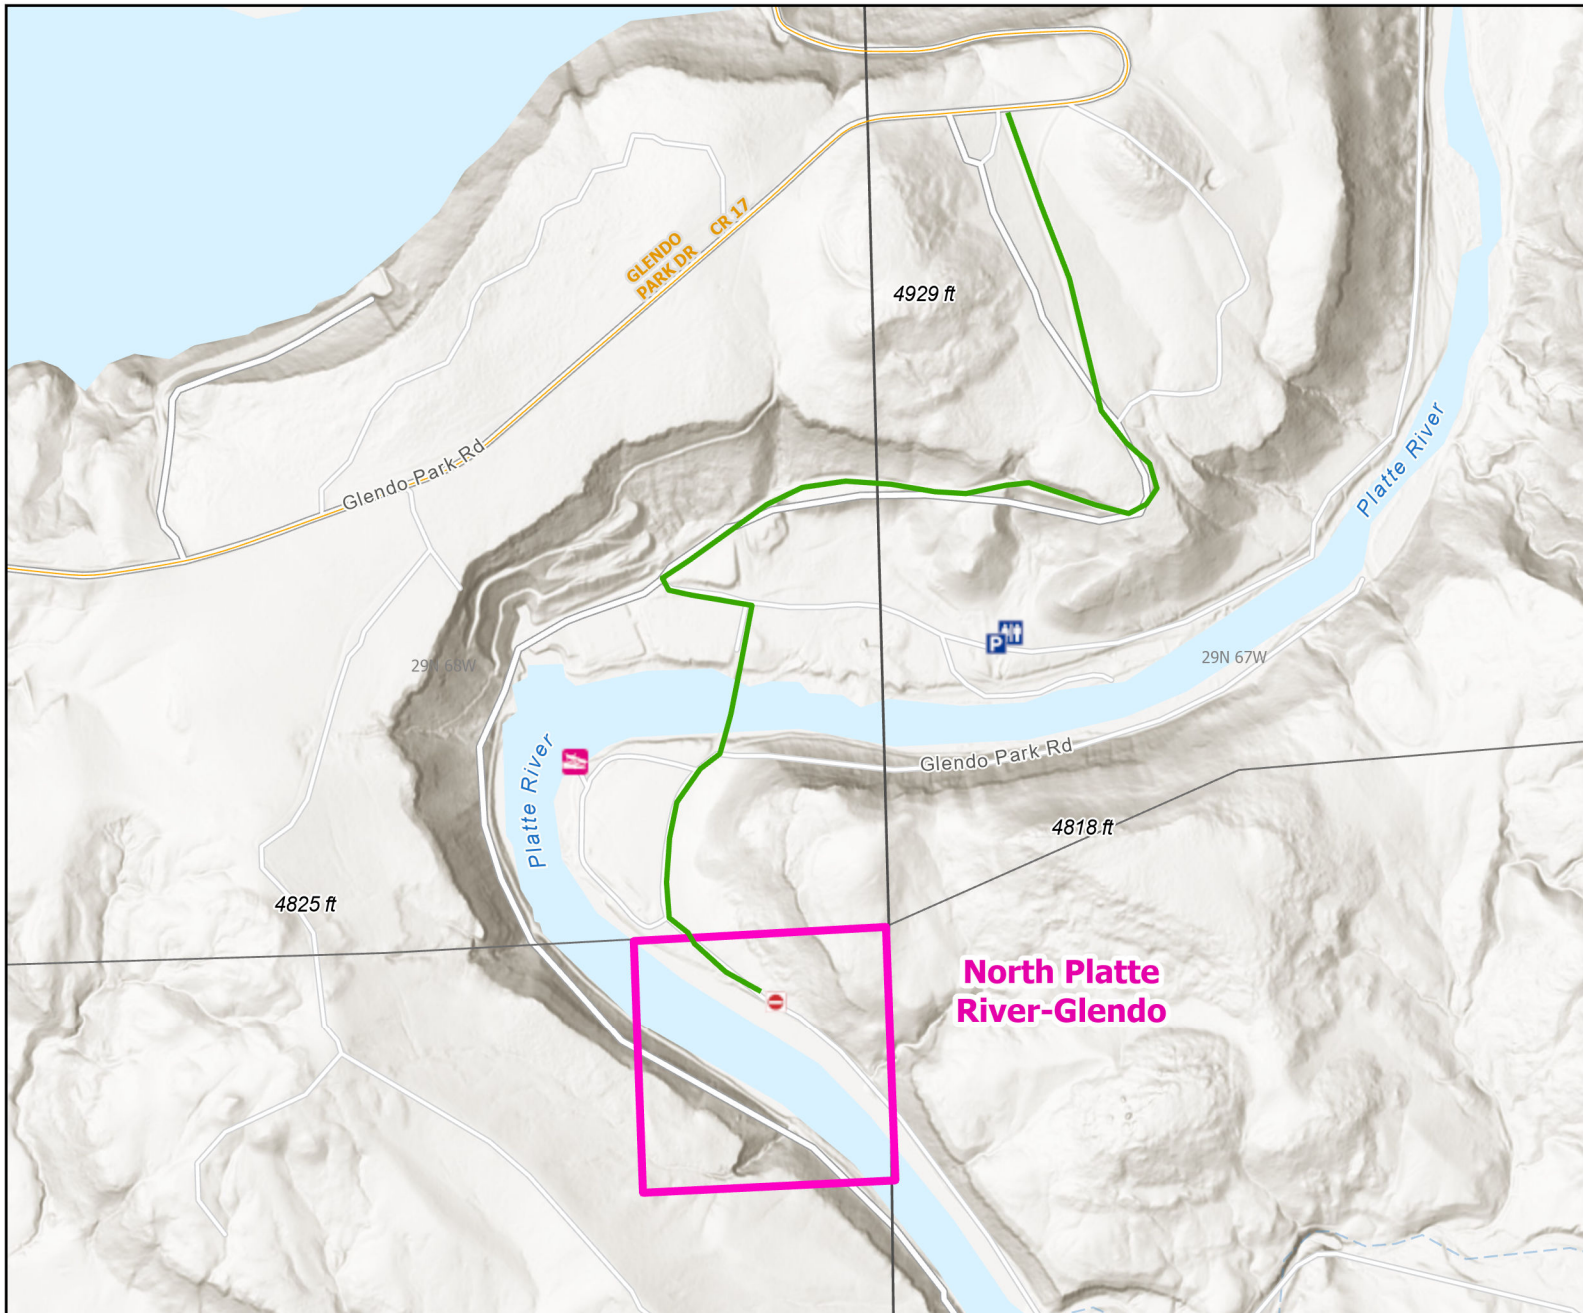 GLENDO
PARK DR
CR 17
4929 ft
Glendo Park Rd
Platte River
P
29N 68W
29N 67W
Platte River
Glendo Park Rd
4818 ft
4825 ft
North Platte
River-Glendo